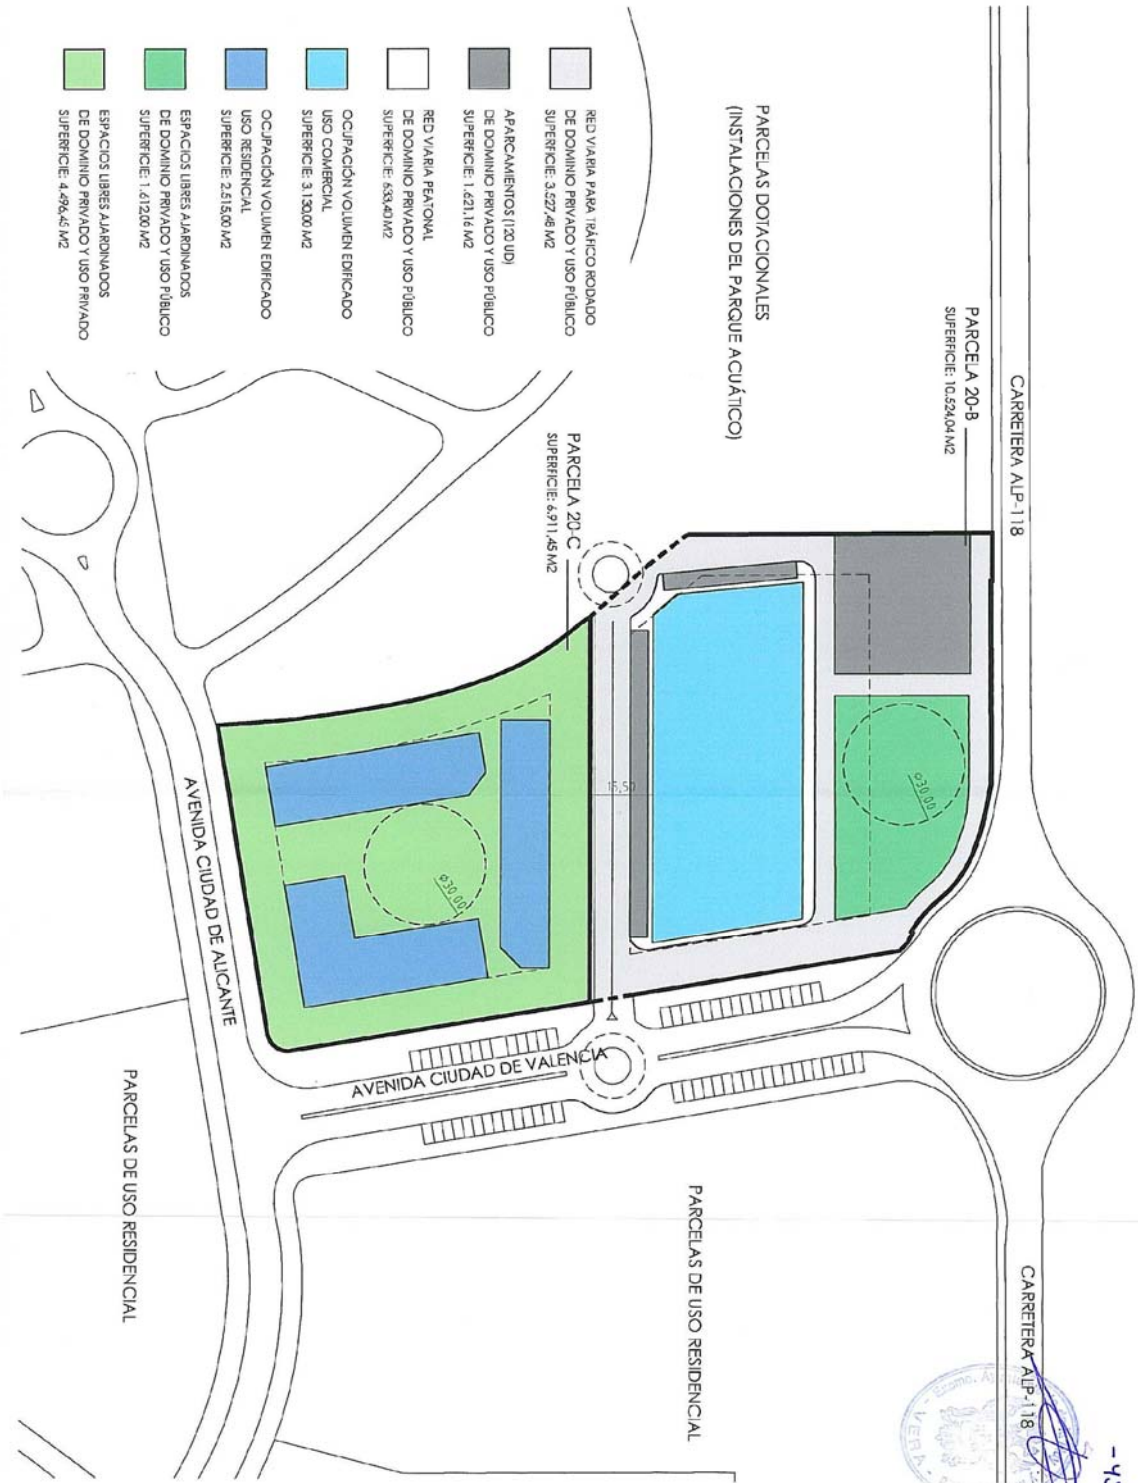 CARRETERA ALP-118
CARRETERA ALP-118
PARCELA 20-B
SUPERFICIE: 10.524,04 M2
PARCELAS DOTACIONALES
(INSTALACIONES DEL PARQUE ACUÁTICO)
PARCELA 20-C
SUPERFICIE: 6.911,45 M2
Φ30.00
15,50
Φ30.00
AVENIDA CIUDAD DE VALENCIA
AVENIDA CIUDAD DE ALICANTE
PARCELAS DE USO RESIDENCIAL
PARCELAS DE USO RESIDENCIAL
RED VIARIA PARA TRÁFICO RODADO
DE DOMINIO PRIVADO Y USO PÚBLICO
SUPERFICIE: 3.527,48 M2
APARCAMIENTOS (120 UD)
DE DOMINIO PRIVADO Y USO PÚBLICO
SUPERFICIE: 1.621,16 M2
RED VIARIA PEATONAL
DE DOMINIO PRIVADO Y USO PÚBLICO
SUPERFICIE: 633,40 M2
OCUPACIÓN VOLUMEN EDIFICADO
USO COMERCIAL
SUPERFICIE: 3.130,00 M2
OCUPACIÓN VOLUMEN EDIFICADO
USO RESIDENCIAL
SUPERFICIE: 2.515,00 M2
ESPACIOS LIBRES AJARDINADOS
DE DOMINIO PRIVADO Y USO PÚBLICO
SUPERFICIE: 1.612,00 M2
ESPACIOS LIBRES AJARDINADOS
DE DOMINIO PRIVADO Y USO PRIVADO
SUPERFICIE: 4.496,45 M2
VERA